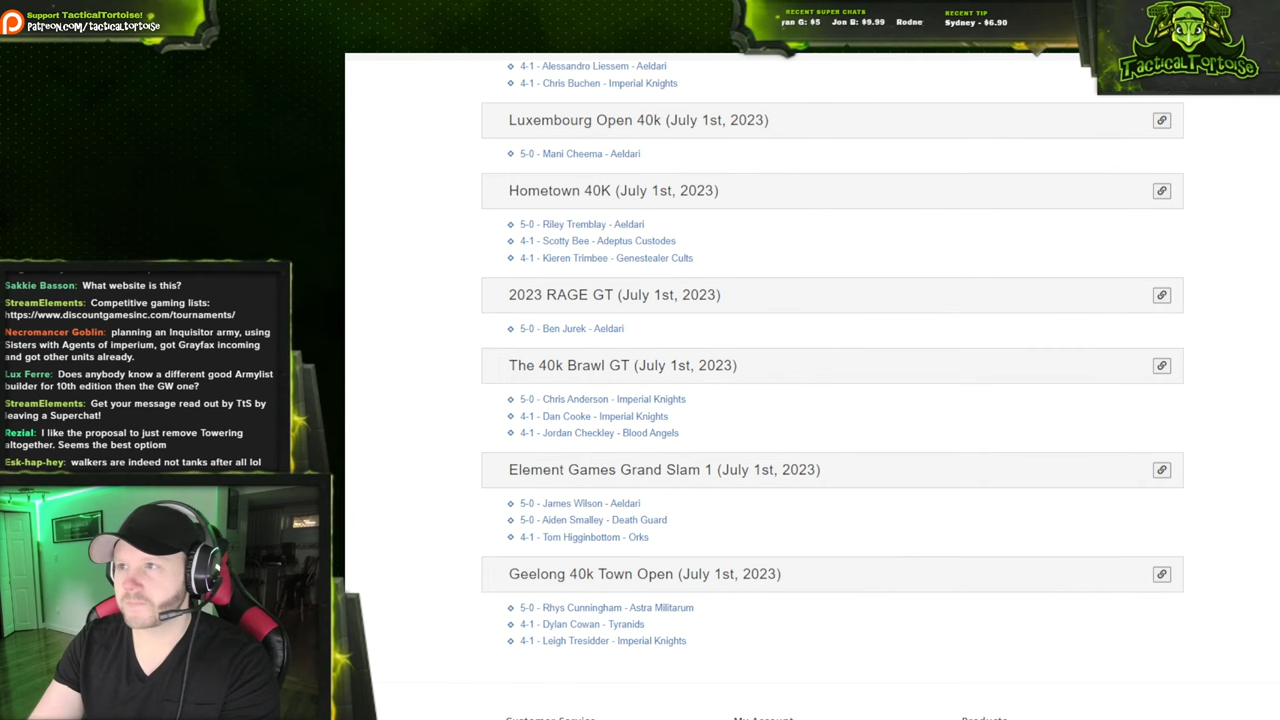 Support TacticalTortoise!
Patreon.com/tacticaltortoise
RECENT SUPER CHATS
ran G: $5 Jon B: $9.99 Rodne
RECENT TIP
Sydney - $6.90
TACTICALTORTOISE
4-1 - Alessandro Liessem - Aeldari
4-1 - Chris Buchen - Imperial Knights
Luxembourg Open 40k (July 1st, 2023)
5-0 - Mani Cheema - Aeldari
Hometown 40K (July 1st, 2023)
5-0 - Riley Tremblay - Aeldari
4-1 - Scotty Bee - Adeptus Custodes
4-1 - Kieren Trimbee - Genestealer Cults
2023 RAGE GT (July 1st, 2023)
5-0 - Ben Jurek - Aeldari
The 40k Brawl GT (July 1st, 2023)
5-0 - Chris Anderson - Imperial Knights
4-1 - Dan Cooke - Imperial Knights
4-1 - Jordan Checkley - Blood Angels
Element Games Grand Slam 1 (July 1st, 2023)
5-0 - James Wilson - Aeldari
5-0 - Aiden Smalley - Death Guard
4-1 - Tom Higginbottom - Orks
Geelong 40k Town Open (July 1st, 2023)
5-0 - Rhys Cunningham - Astra Militarum
4-1 - Dylan Cowan - Tyranids
4-1 - Leigh Tresidder - Imperial Knights
Customer Service
My Account
Products
Sakkie Basson: What website is this?
StreamElements: Competitive gaming lists:
https://www.discountgamesinc.com/tournaments/
Necromancer Goblin: planning an Inquisitor army, using
Sisters with Agents of imperium, got Grayfax incoming
and got other units already.
Lux Ferre: Does anybody know a different good Armylist
builder for 10th edition then the GW one?
StreamElements: Get your message read out by TtS by
leaving a Superchat!
Rezial: I like the proposal to just remove Towering
altogether. Seems the best optiom
Esk-hap-hey: walkers are indeed not tanks after all lol